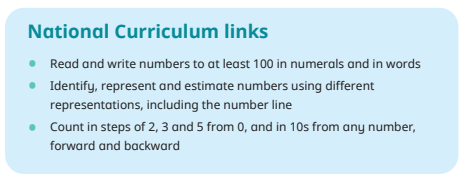 National Curriculum links
• Read and write numbers to at least 100 in numerals and in words
• Identify, represent and estimate numbers using different
representations, including the number line
• Count in steps of 2, 3 and 5 from 0, and in 10s from any number,
forward and backward